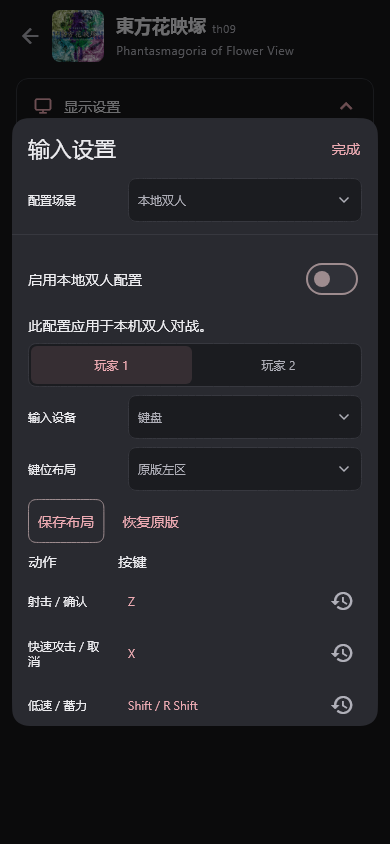 東方花映塚 th09
Phantasmagoria of Flower View
显示设置
输入设置 完成
配置场景 本地双人
启用本地双人配置
此配置应用于本机双人对战。
玩家 1 玩家 2
输入设备 键盘
键位布局 原版左区
保存布局 恢复原版
动作 按键
射击 / 确认 Z
快速攻击 / 取
消
X
低速 / 蓄力 Shift / R Shift